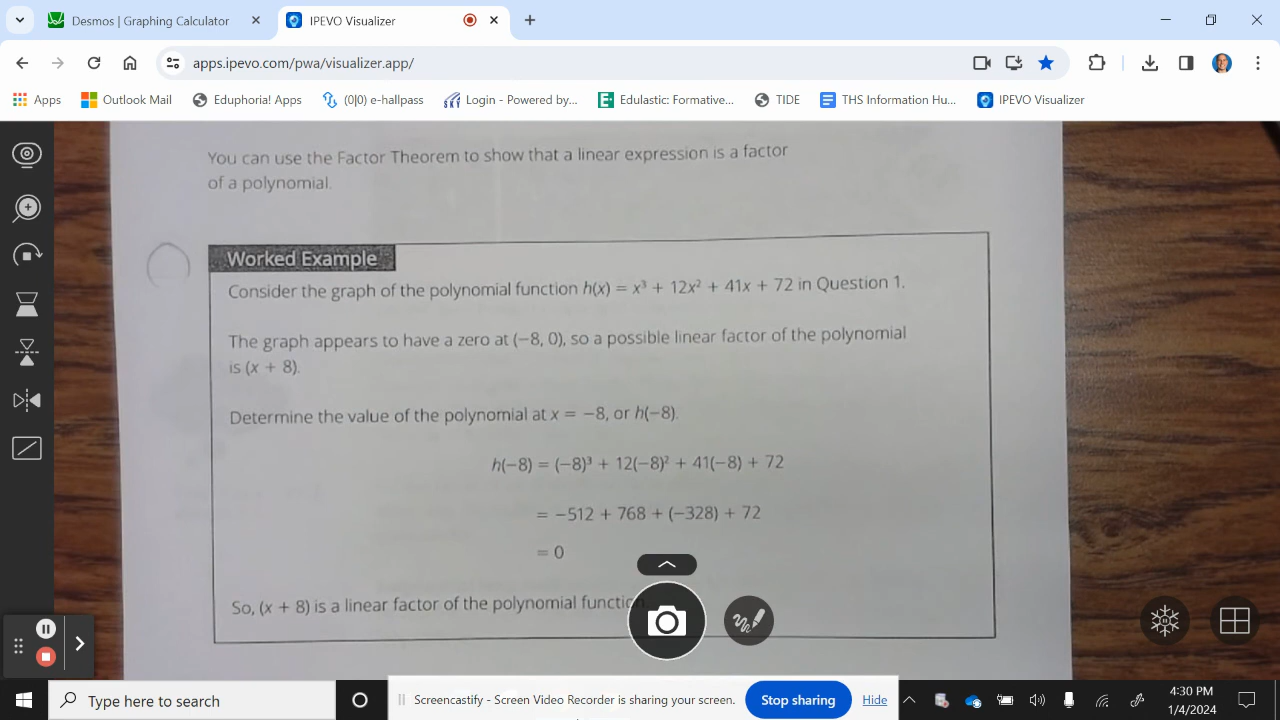 Desmos | Graphing Calculator
IPEVO Visualizer
apps.ipevo.com/pwa/visualizer.app/
Apps
Outlook Mail
Eduphoria! Apps
(0|0) e-hallpass
Login - Powered by...
Edulastic: Formative...
TIDE
THS Information Hu...
IPEVO Visualizer
You can use the Factor Theorem to show that a linear expression is a factor
of a polynomial.
Worked Example
Consider the graph of the polynomial function h(x) = x³ + 12x² + 41x + 72 in Question 1.
The graph appears to have a zero at (−8, 0), so a possible linear factor of the polynomial
is (x + 8).
Determine the value of the polynomial at x = −8, or h(−8).
h(−8) = (−8)³ + 12(−8)² + 41(−8) + 72
= −512 + 768 + (−328) + 72
= 0
So, (x + 8) is a linear factor of the polynomial function
Type here to search
Screencastify - Screen Video Recorder is sharing your screen.
Stop sharing
Hide
4:30 PM
1/4/2024